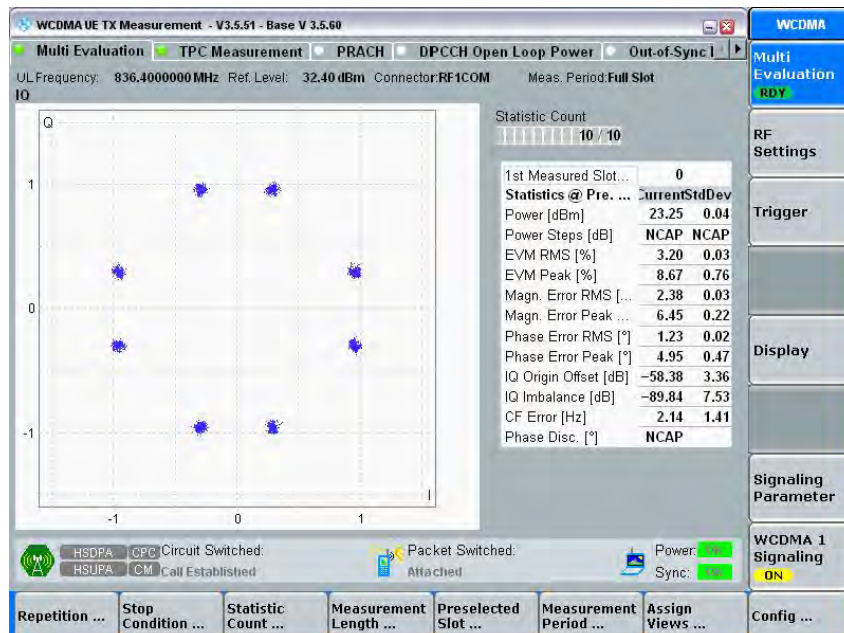 WCDMA UE TX Measurement - V3.5.51 - Base V 3.5.60
WCDMA
Multi Evaluation TPC Measurement PRACH DPCCH Open Loop Power Out-of-Sync
Multi Evaluation
RDY
UL Frequency: 836.4000000 MHz Ref. Level: 32.40 dBm Connector:RF1COM Meas. Period:Full Slot
IQ
Q
1
0
-1
-1 0 1
I
Statistic Count
10 / 10
1st Measured Slot... 0
Statistics @ Pre. ... CurrentStdDev
Power [dBm] 23.25 0.04
Power Steps [dB] NCAP NCAP
EVM RMS [%] 3.20 0.03
EVM Peak [%] 8.67 0.76
Magn. Error RMS [... 2.38 0.03
Magn. Error Peak ... 6.45 0.22
Phase Error RMS [°] 1.23 0.02
Phase Error Peak [°] 4.95 0.47
IQ Origin Offset [dB] −58.38 3.36
IQ Imbalance [dB] −89.84 7.53
CF Error [Hz] 2.14 1.41
Phase Disc. [°] NCAP
RF
Settings
Trigger
Display
Signaling
Parameter
WCDMA 1
Signaling
ON
HSDPA CPC Circuit Switched: Packet Switched: Power:
HSUPA CM Call Established Attached Sync:
Repetition ...
Stop
Condition ...
Statistic
Count ...
Measurement
Length ...
Preselected
Slot ...
Measurement
Period ...
Assign
Views ...
Config ...